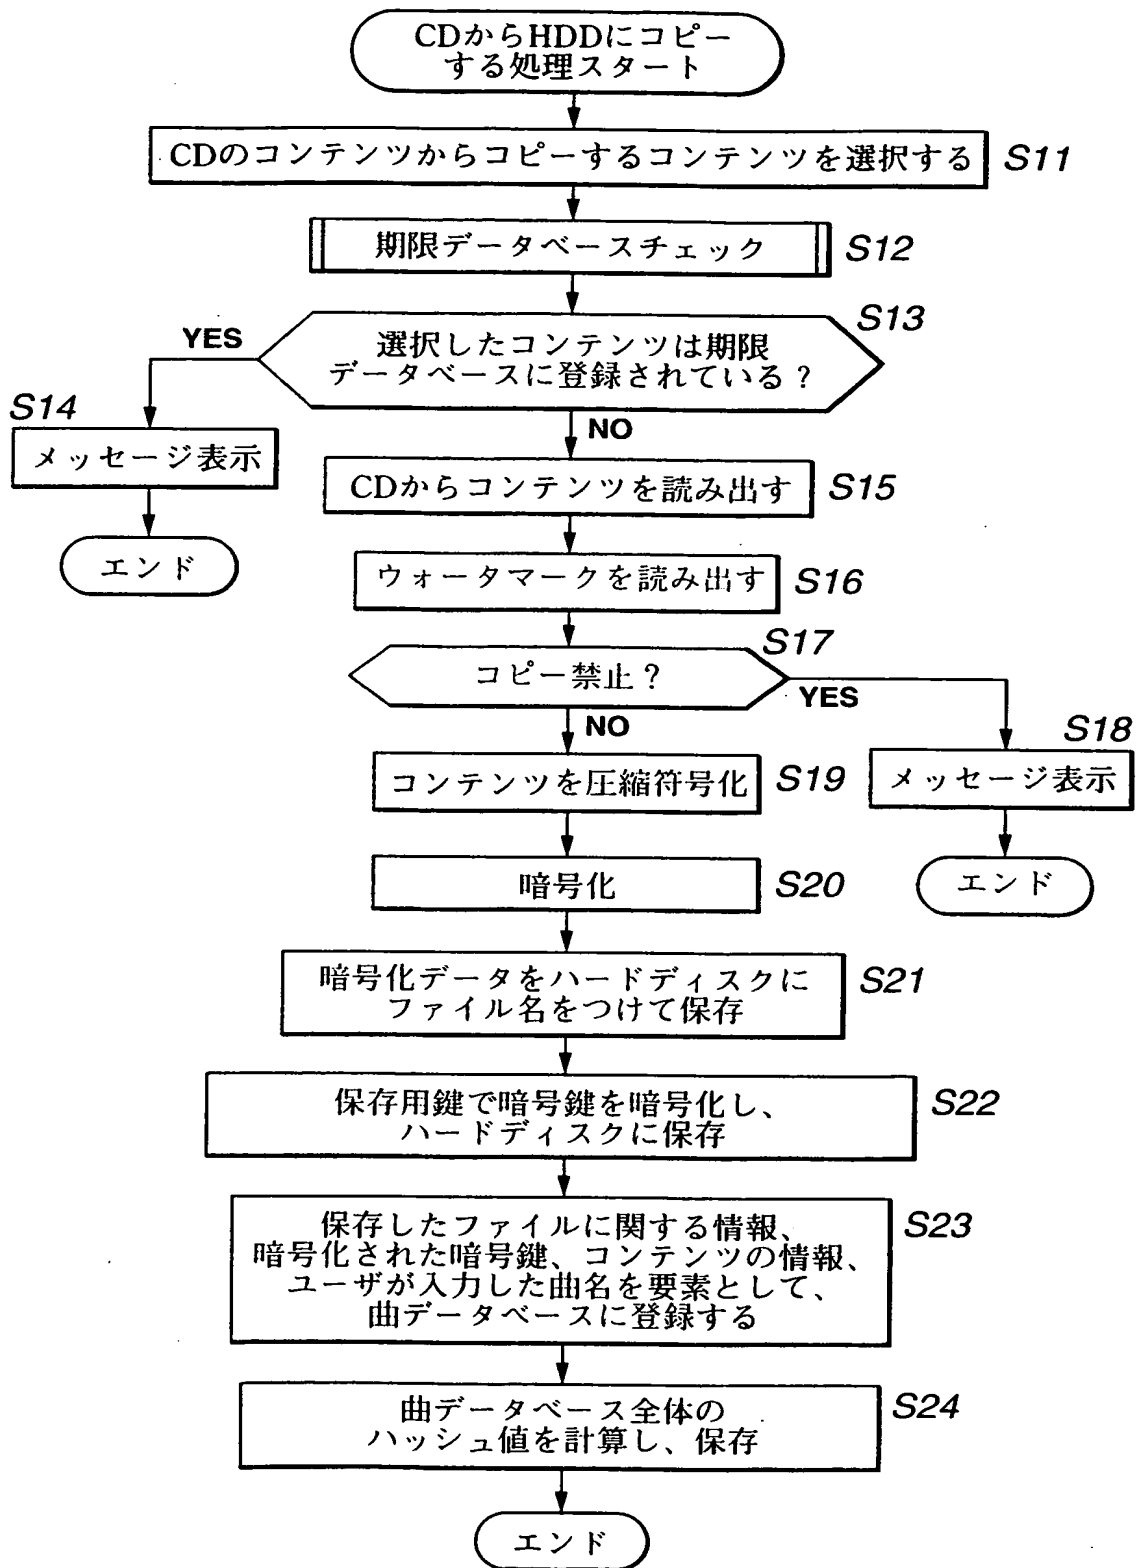 CDからHDDにコピー
する処理スタート
CDのコンテンツからコピーするコンテンツを選択する
S11
期限データベースチェック
S12
S13
選択したコンテンツは期限
データベースに登録されている？
YES
NO
S14
メッセージ表示
エンド
CDからコンテンツを読み出す
S15
ウォータマークを読み出す
S16
S17
コピー禁止？
YES
NO
S18
メッセージ表示
エンド
コンテンツを圧縮符号化
S19
暗号化
S20
暗号化データをハードディスクに
ファイル名をつけて保存
S21
保存用鍵で暗号鍵を暗号化し、
ハードディスクに保存
S22
保存したファイルに関する情報、
暗号化された暗号鍵、コンテンツの情報、
ユーザが入力した曲名を要素として、
曲データベースに登録する
S23
曲データベース全体の
ハッシュ値を計算し、保存
S24
エンド